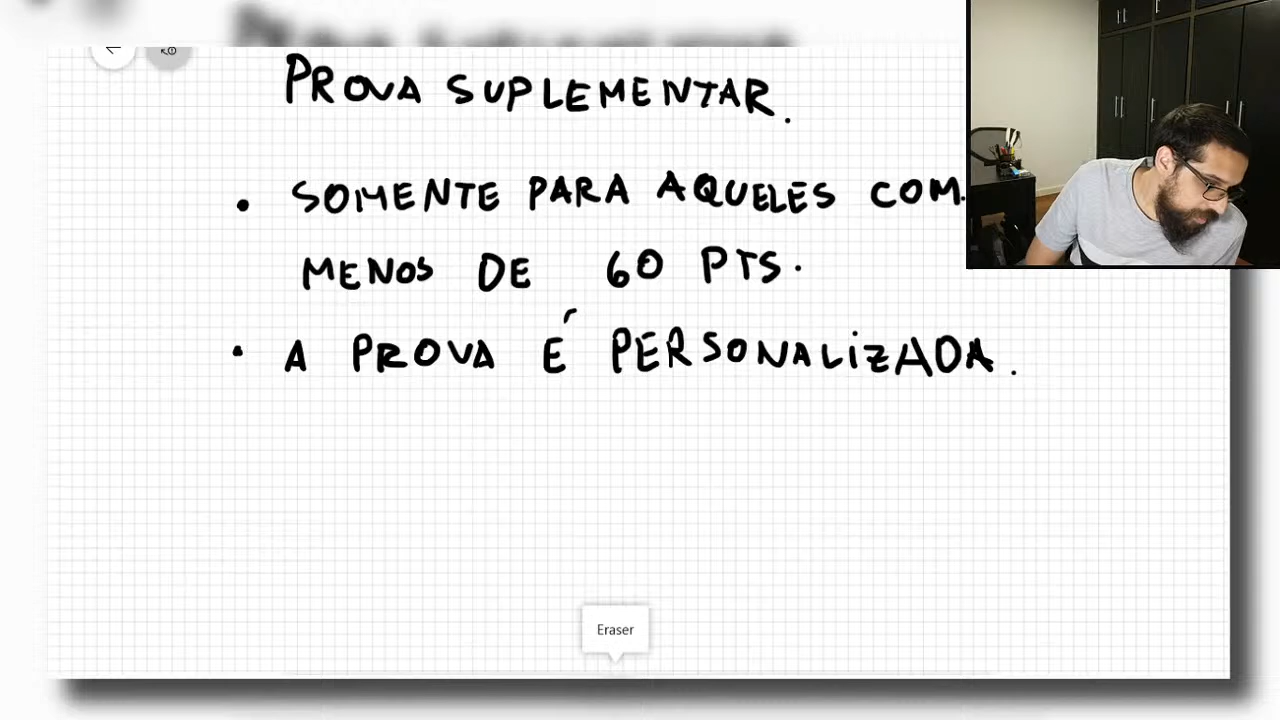 PROVA SUPLEMENTAR.
• SOMENTE PARA AQUELES COM
MENOS DE 60 PTS.
• A PROVA É PERSONALIZADA.
Eraser